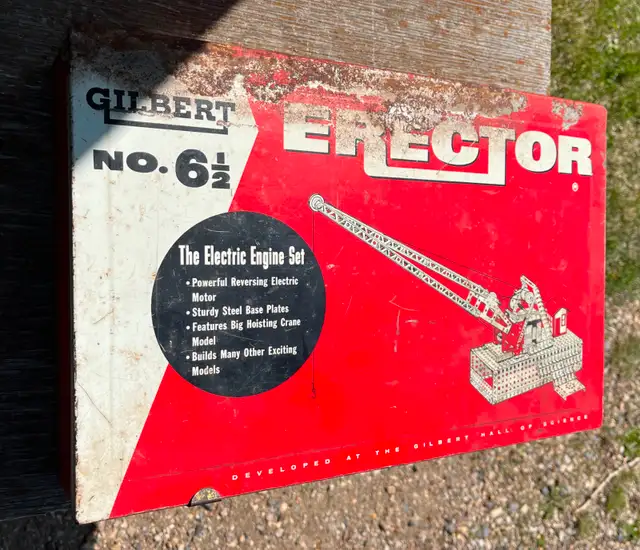 GILBERT
ERECTOR
®
NO. 6½
The Electric Engine Set
• Powerful Reversing Electric
Motor
• Sturdy Steel Base Plates
• Features Big Hoisting Crane
Model
• Builds Many Other Exciting
Models
DEVELOPED AT THE GILBERT HALL OF SCIENCE